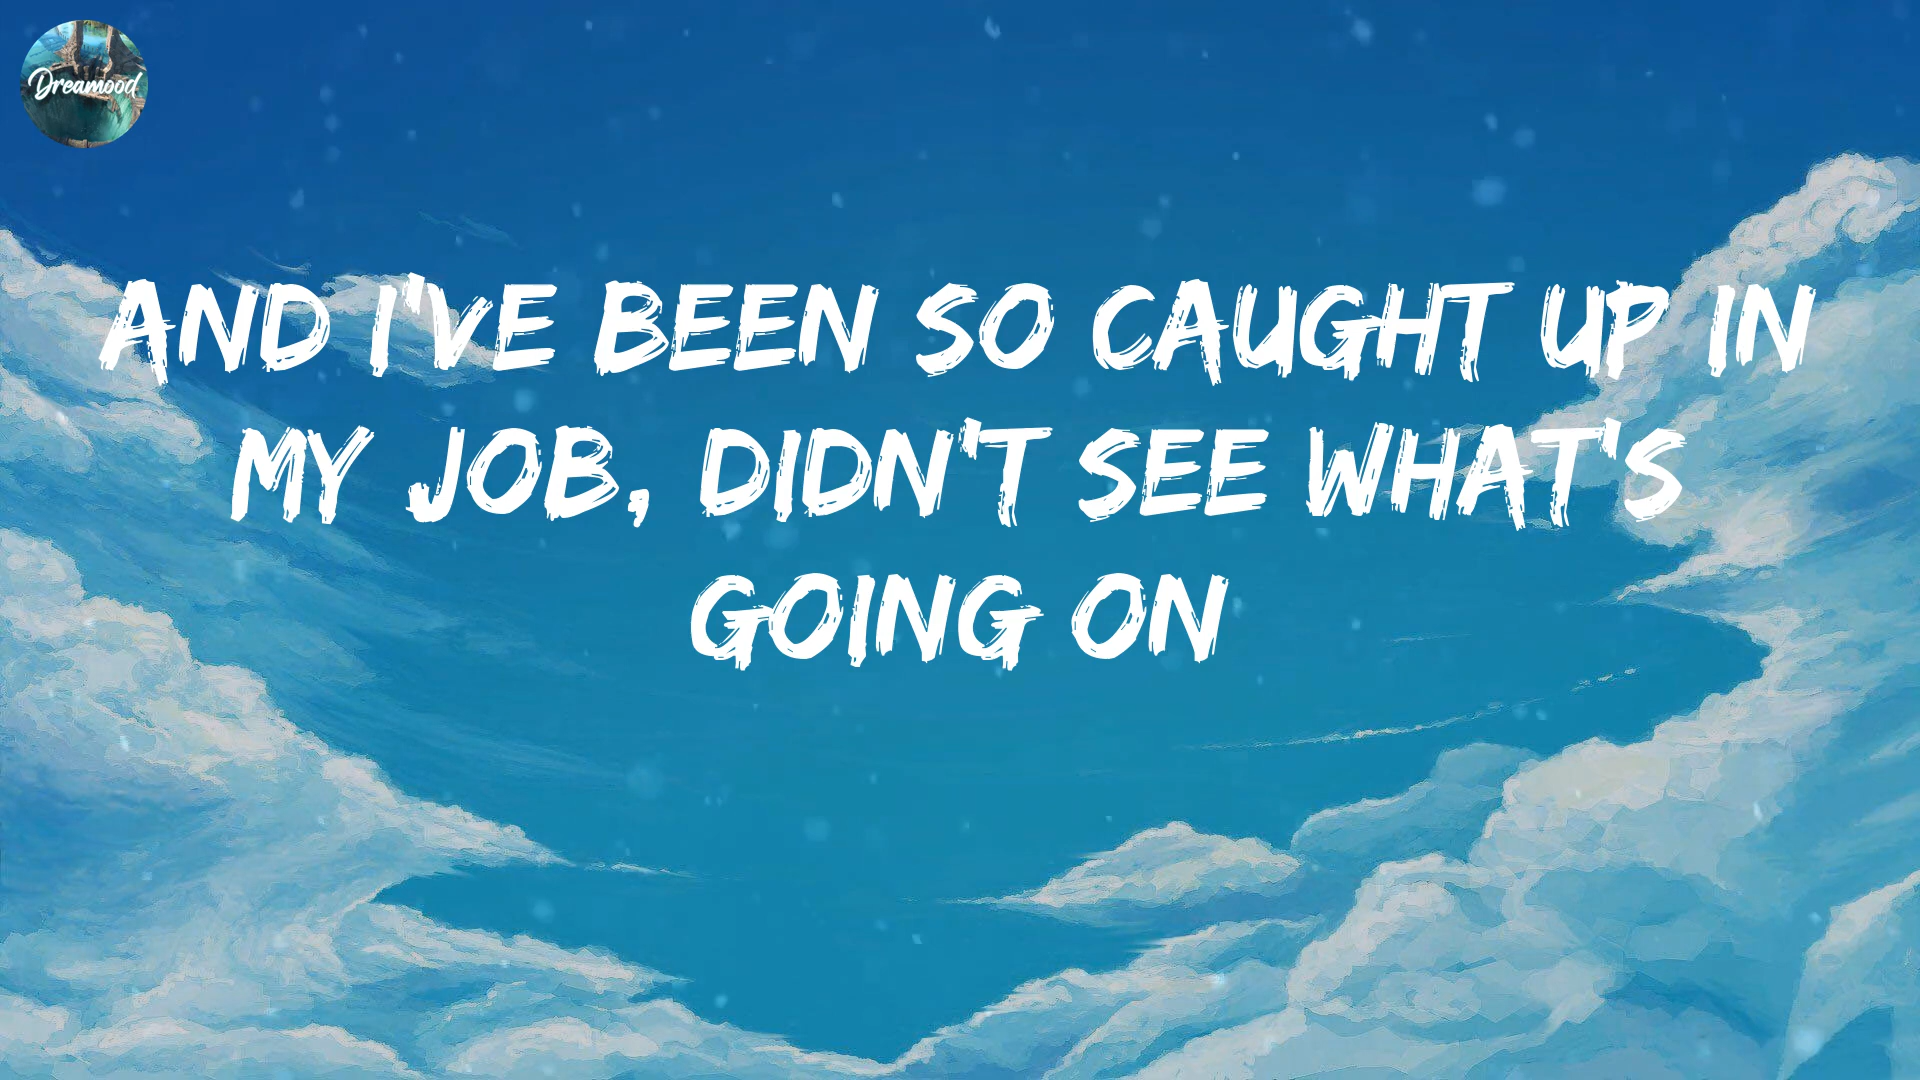 Dreamood
AND I'VE BEEN SO CAUGHT UP IN
MY JOB, DIDN'T SEE WHAT'S
GOING ON